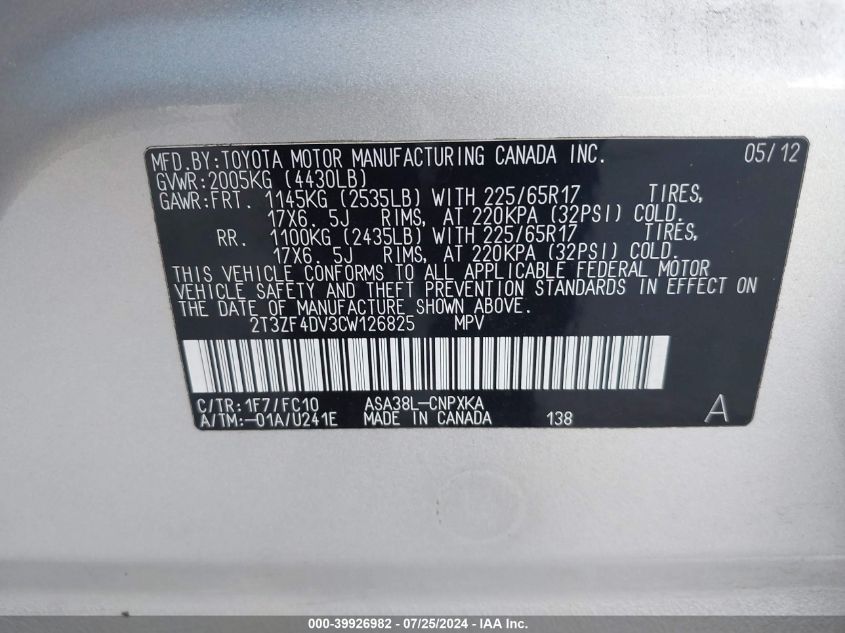 MFD.BY:TOYOTA MOTOR MANUFACTURING CANADA INC. 05/12
GVWR:2005KG (4430LB)
GAWR:FRT. 1145KG (2535LB) WITH 225/65R17 TIRES,
17X6.5J RIMS, AT 220KPA (32PSI) COLD.
RR. 1100KG (2435LB) WITH 225/65R17 TIRES,
17X6.5J RIMS, AT 220KPA (32PSI) COLD.
THIS VEHICLE CONFORMS TO ALL APPLICABLE FEDERAL MOTOR
VEHICLE SAFETY AND THEFT PREVENTION STANDARDS IN EFFECT ON
THE DATE OF MANUFACTURE SHOWN ABOVE.
2T3ZF4DV3CW126825 MPV
C/TR:1F7/FC10 ASA38L-CNPXKA
A/TM:-01A/U241E MADE IN CANADA 138 A
000-39926982 - 07/25/2024 - IAA Inc.